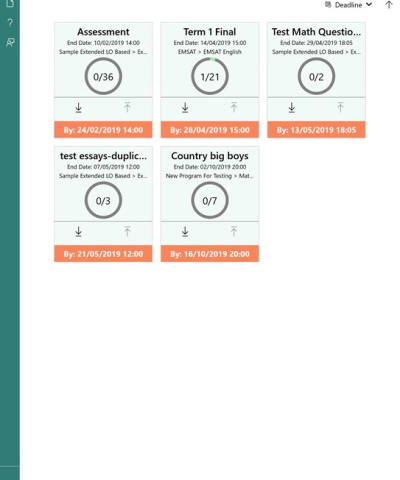 Deadline
Assessment
End Date: 10/02/2019 14:00
Sample Extended LO Based > Ex...
0/36
By: 24/02/2019 14:00
Term 1 Final
End Date: 14/04/2019 15:00
EMSAT > EMSAT English
1/21
By: 28/04/2019 15:00
Test Math Questio...
End Date: 29/04/2019 18:05
Sample Extended LO Based > Ex...
0/2
By: 13/05/2019 18:05
test essays-duplic...
End Date: 07/05/2019 12:00
Sample Extended LO Based > Ex...
0/3
By: 21/05/2019 12:00
Country big boys
End Date: 02/10/2019 20:00
New Program For Testing > Mat...
0/7
By: 16/10/2019 20:00